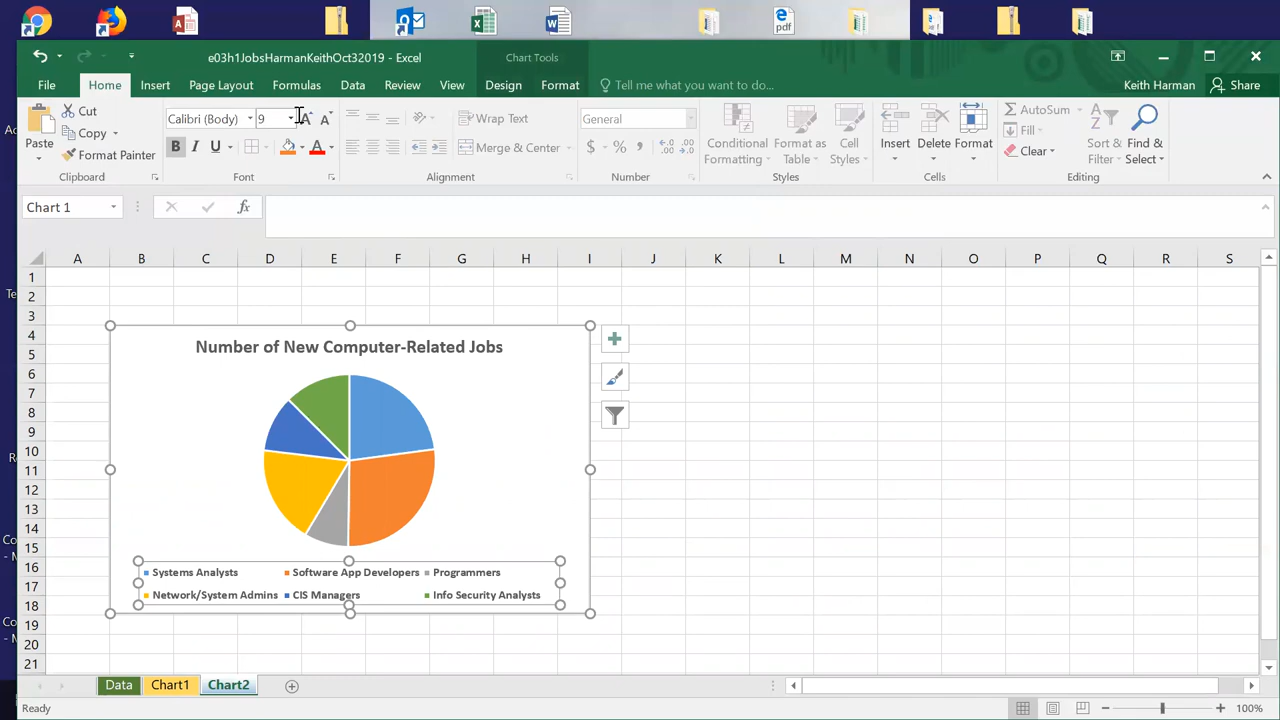 pdf
e03h1JobsHarmanKeithOct32019 - Excel
Chart Tools
File Home Insert Page Layout Formulas Data Review View Design Format Tell me what you want to do... Keith Harman Share
Cut
Copy
Format Painter
Paste
Clipboard
Calibri (Body) 9
B I U
Font
Wrap Text
Merge & Center
Alignment
General
$ % ,
Number
Conditional Formatting
Format as Table
Cell Styles
Styles
Insert Delete Format
Cells
AutoSum
Fill
Clear
Sort & Filter
Find & Select
Editing
Chart 1
fx
A B C D E F G H I J K L M N O P Q R S
1
2
3
4
5
6
7
8
9
10
11
12
13
14
15
16
17
18
19
20
21
Number of New Computer-Related Jobs
Systems Analysts Software App Developers Programmers
Network/System Admins CIS Managers Info Security Analysts
Data Chart1 Chart2
Ready
100%